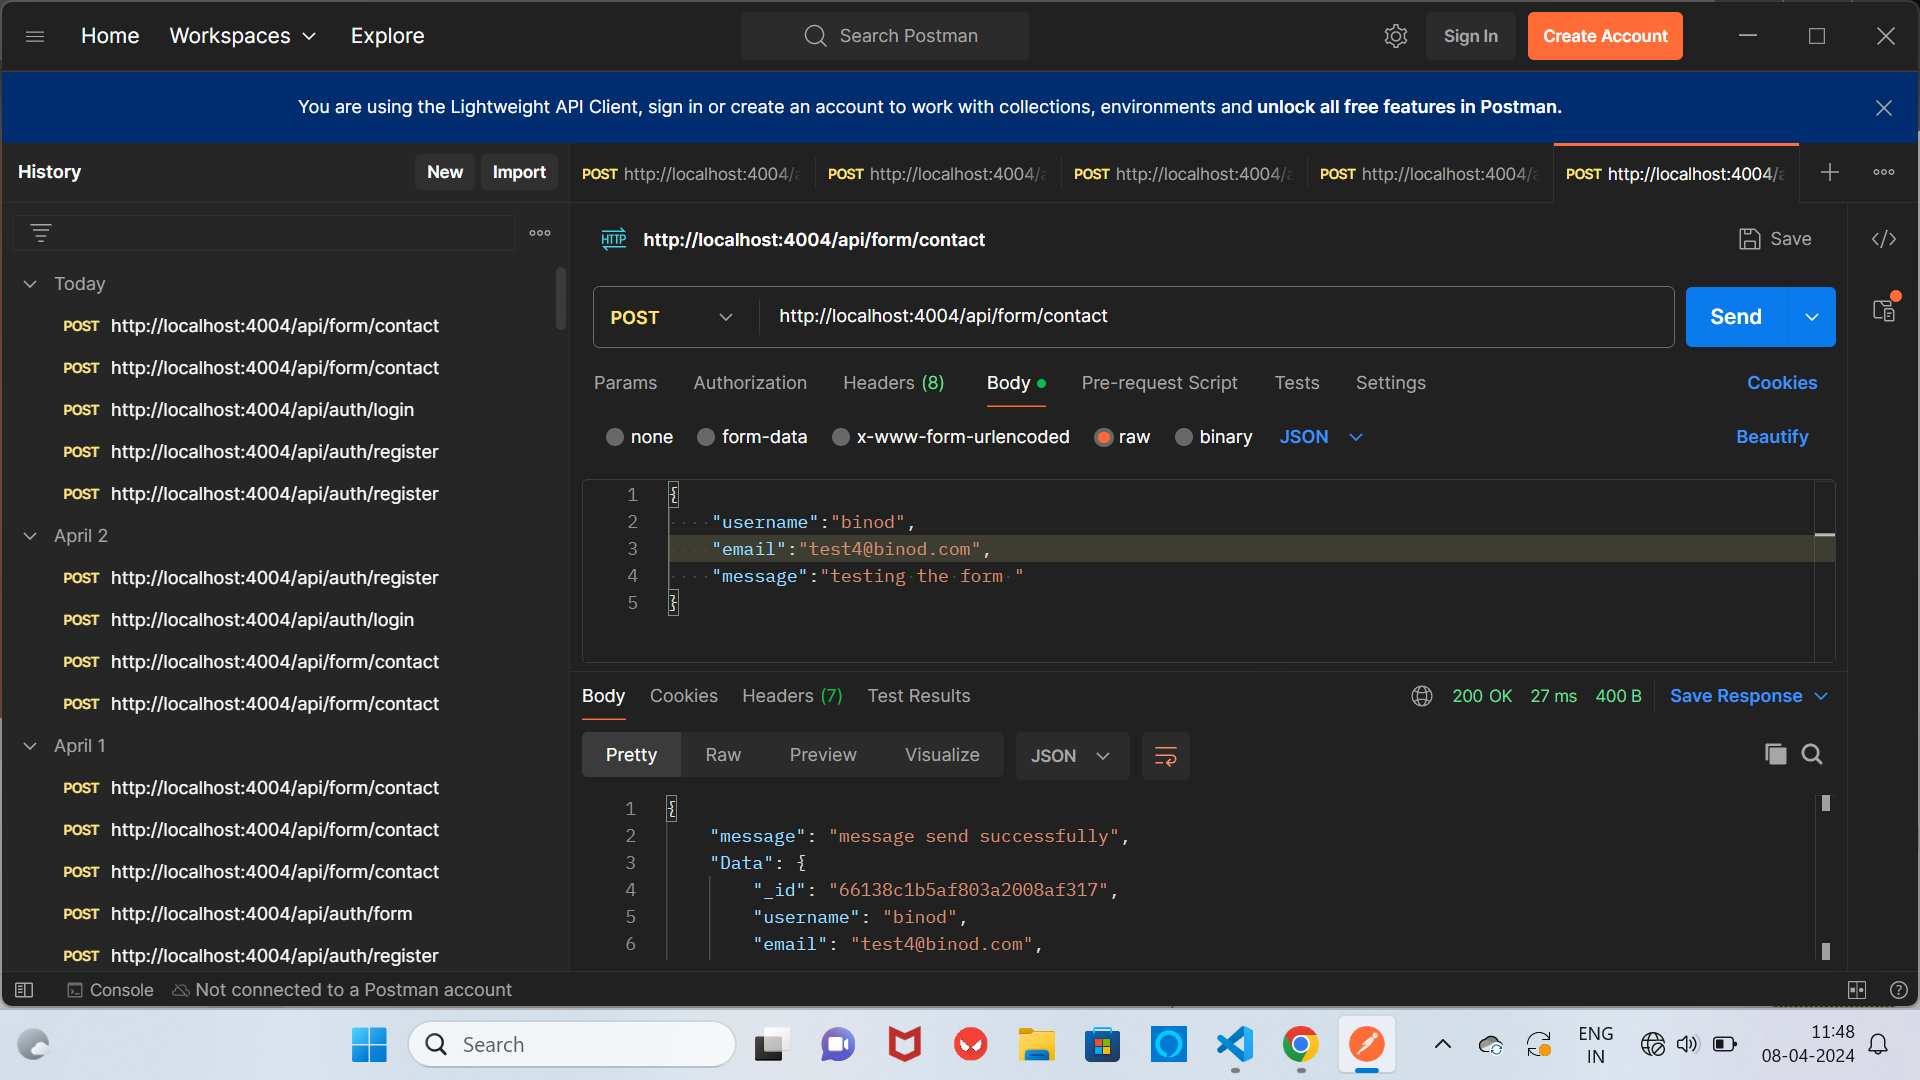 Home Workspaces Explore Search Postman Sign In Create Account
You are using the Lightweight API Client, sign in or create an account to work with collections, environments and unlock all free features in Postman.
History New Import
POST http://localhost:4004/a POST http://localhost:4004/a POST http://localhost:4004/a POST http://localhost:4004/a POST http://localhost:4004/a
HTTP http://localhost:4004/api/form/contact Save
Today
POST http://localhost:4004/api/form/contact
POST http://localhost:4004/api/form/contact
POST http://localhost:4004/api/auth/login
POST http://localhost:4004/api/auth/register
POST http://localhost:4004/api/auth/register
April 2
POST http://localhost:4004/api/auth/register
POST http://localhost:4004/api/auth/login
POST http://localhost:4004/api/form/contact
POST http://localhost:4004/api/form/contact
April 1
POST http://localhost:4004/api/form/contact
POST http://localhost:4004/api/form/contact
POST http://localhost:4004/api/form/contact
POST http://localhost:4004/api/auth/form
POST http://localhost:4004/api/auth/register
POST http://localhost:4004/api/form/contact Send
Params Authorization Headers (8) Body Pre-request Script Tests Settings Cookies
none form-data x-www-form-urlencoded raw binary JSON Beautify
1 {
2 "username":"binod",
3 "email":"test4@binod.com",
4 "message":"testing the form "
5 }
Body Cookies Headers (7) Test Results 200 OK 27 ms 400 B Save Response
Pretty Raw Preview Visualize JSON
1 {
2 "message": "message send successfully",
3 "Data": {
4 "_id": "66138c1b5af803a2008af317",
5 "username": "binod",
6 "email": "test4@binod.com",
Console Not connected to a Postman account
Search
ENG
IN
11:48
08-04-2024